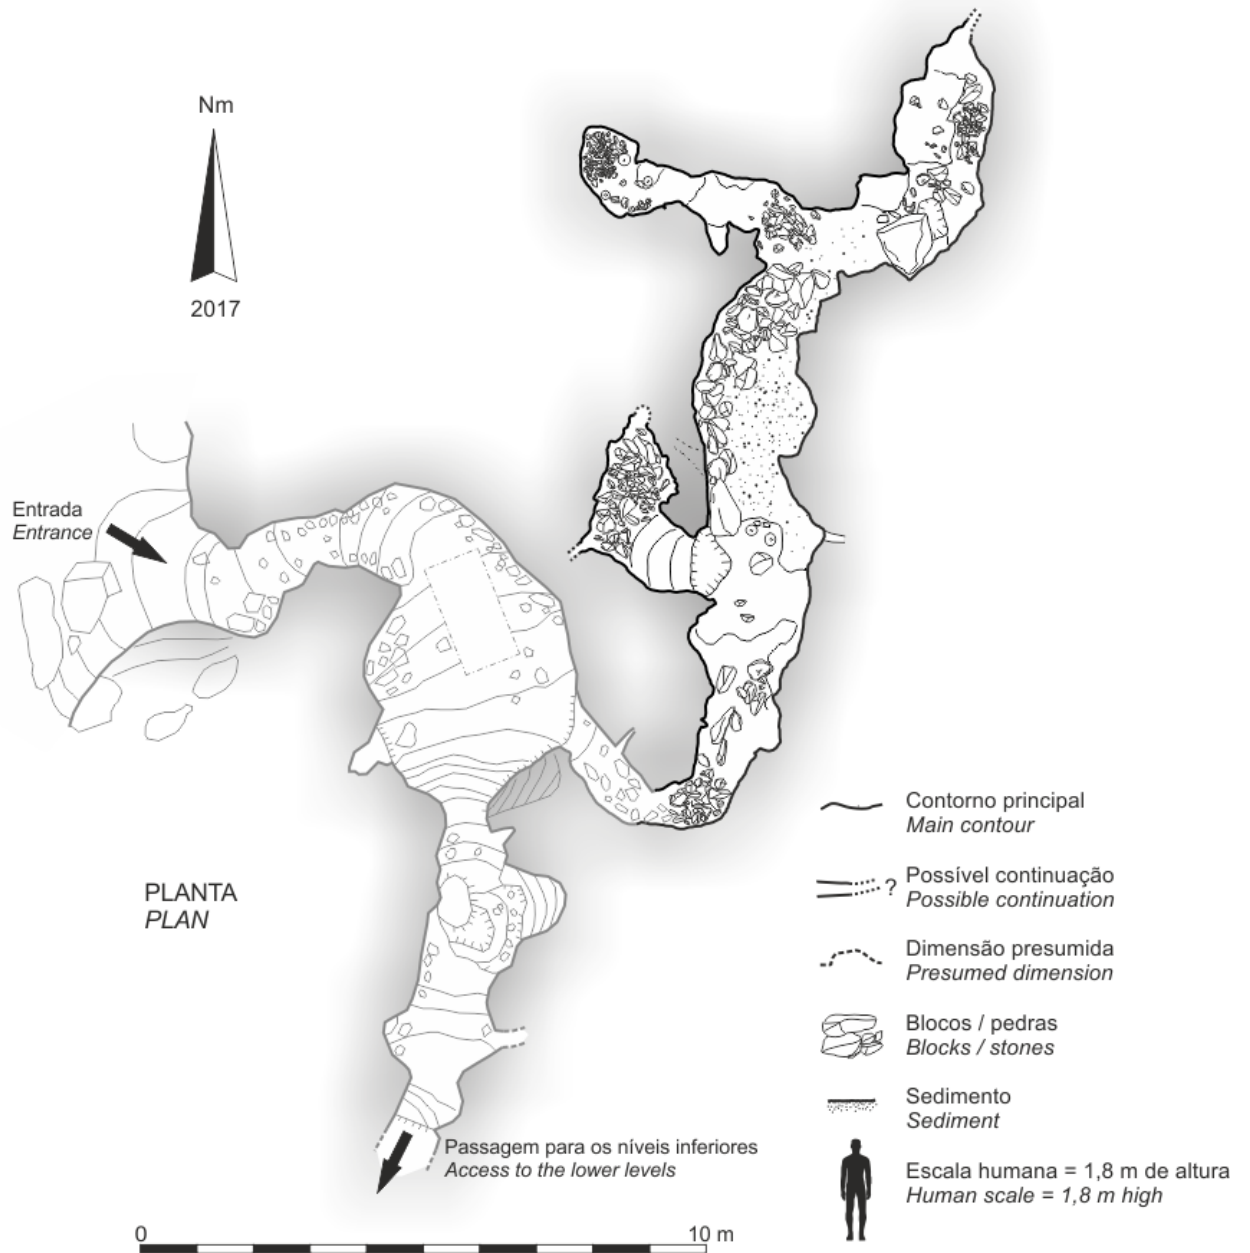 Nm
2017
Entrada
Entrance
PLANTA
PLAN
Passagem para os níveis inferiores
Access to the lower levels
0
10 m
Contorno principal
Main contour
?
Possível continuação
Possible continuation
Dimensão presumida
Presumed dimension
Blocos / pedras
Blocks / stones
Sedimento
Sediment
Escala humana = 1,8 m de altura
Human scale = 1,8 m high